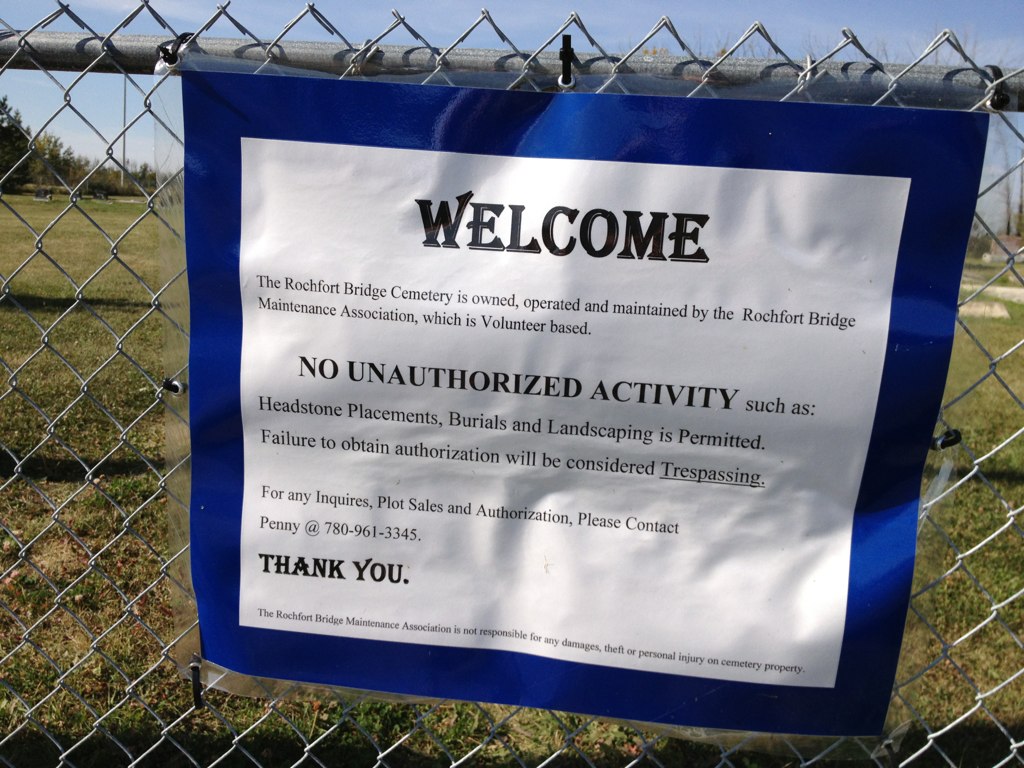 WELCOME
The Rochfort Bridge Cemetery is owned, operated and maintained by the Rochfort Bridge
Maintenance Association, which is Volunteer based.
NO UNAUTHORIZED ACTIVITY such as:
Headstone Placements, Burials and Landscaping is Permitted.
Failure to obtain authorization will be considered Trespassing.
For any Inquires, Plot Sales and Authorization, Please Contact
Penny @ 780-961-3345.
THANK YOU.
The Rochfort Bridge Maintenance Association is not responsible for any damages, theft or personal injury on cemetery property.